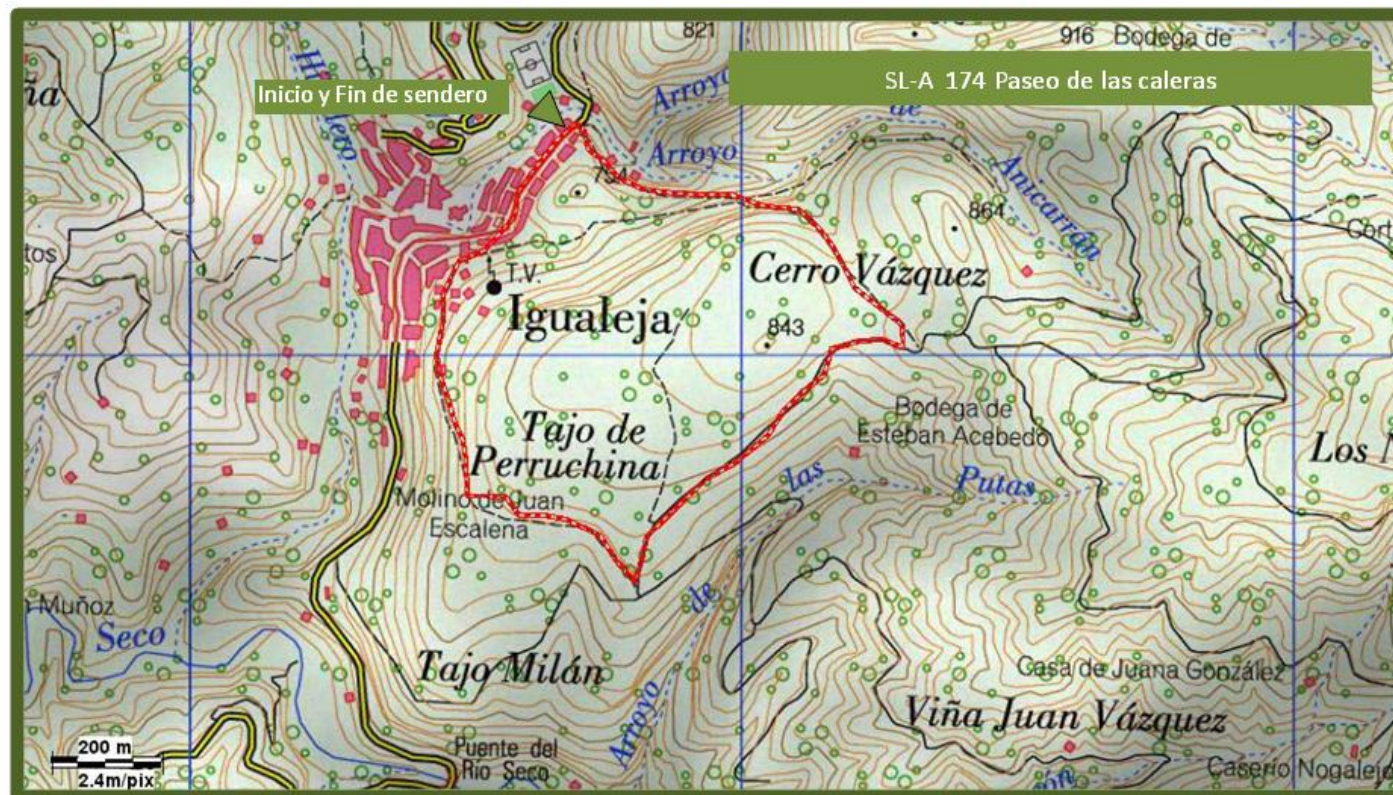 821
916 Bodega de
SL-A 174 Paseo de las caleras
Inicio y Fin de sendero
Arroyo
de
Arroyo
Anicarrán
754
864
T.V.
Cerro Vázquez
Igualeja
843
Tajo de
Perruchina
Bodega de
Esteban Acebedo
Los
Molino de Juan
Escalena
las
Putas
Muñoz
Seco
de
Arroyo
Tajo Milán
Casa de Juana González
Viña Juan Vázquez
Puente del
Rio Seco
Caserío Nogalejo
200 m
2.4m/pix